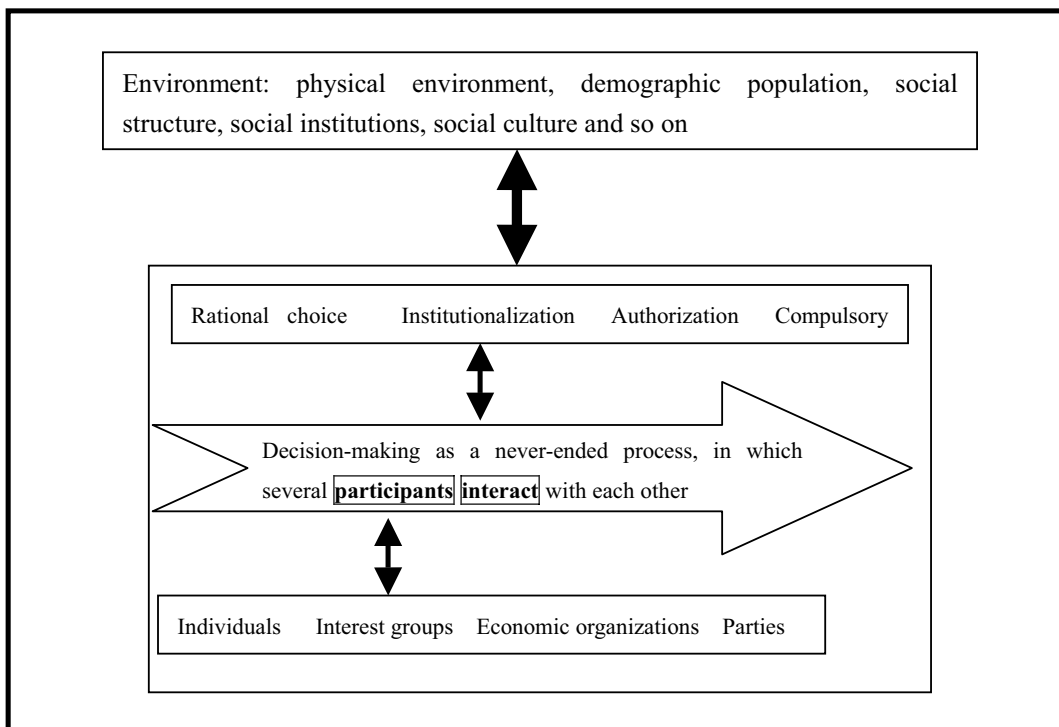 Environment: physical environment, demographic population, social
structure, social institutions, social culture and so on
Rational choice Institutionalization Authorization Compulsory
Decision-making as a never-ended process, in which
several participants interact with each other
Individuals Interest groups Economic organizations Parties